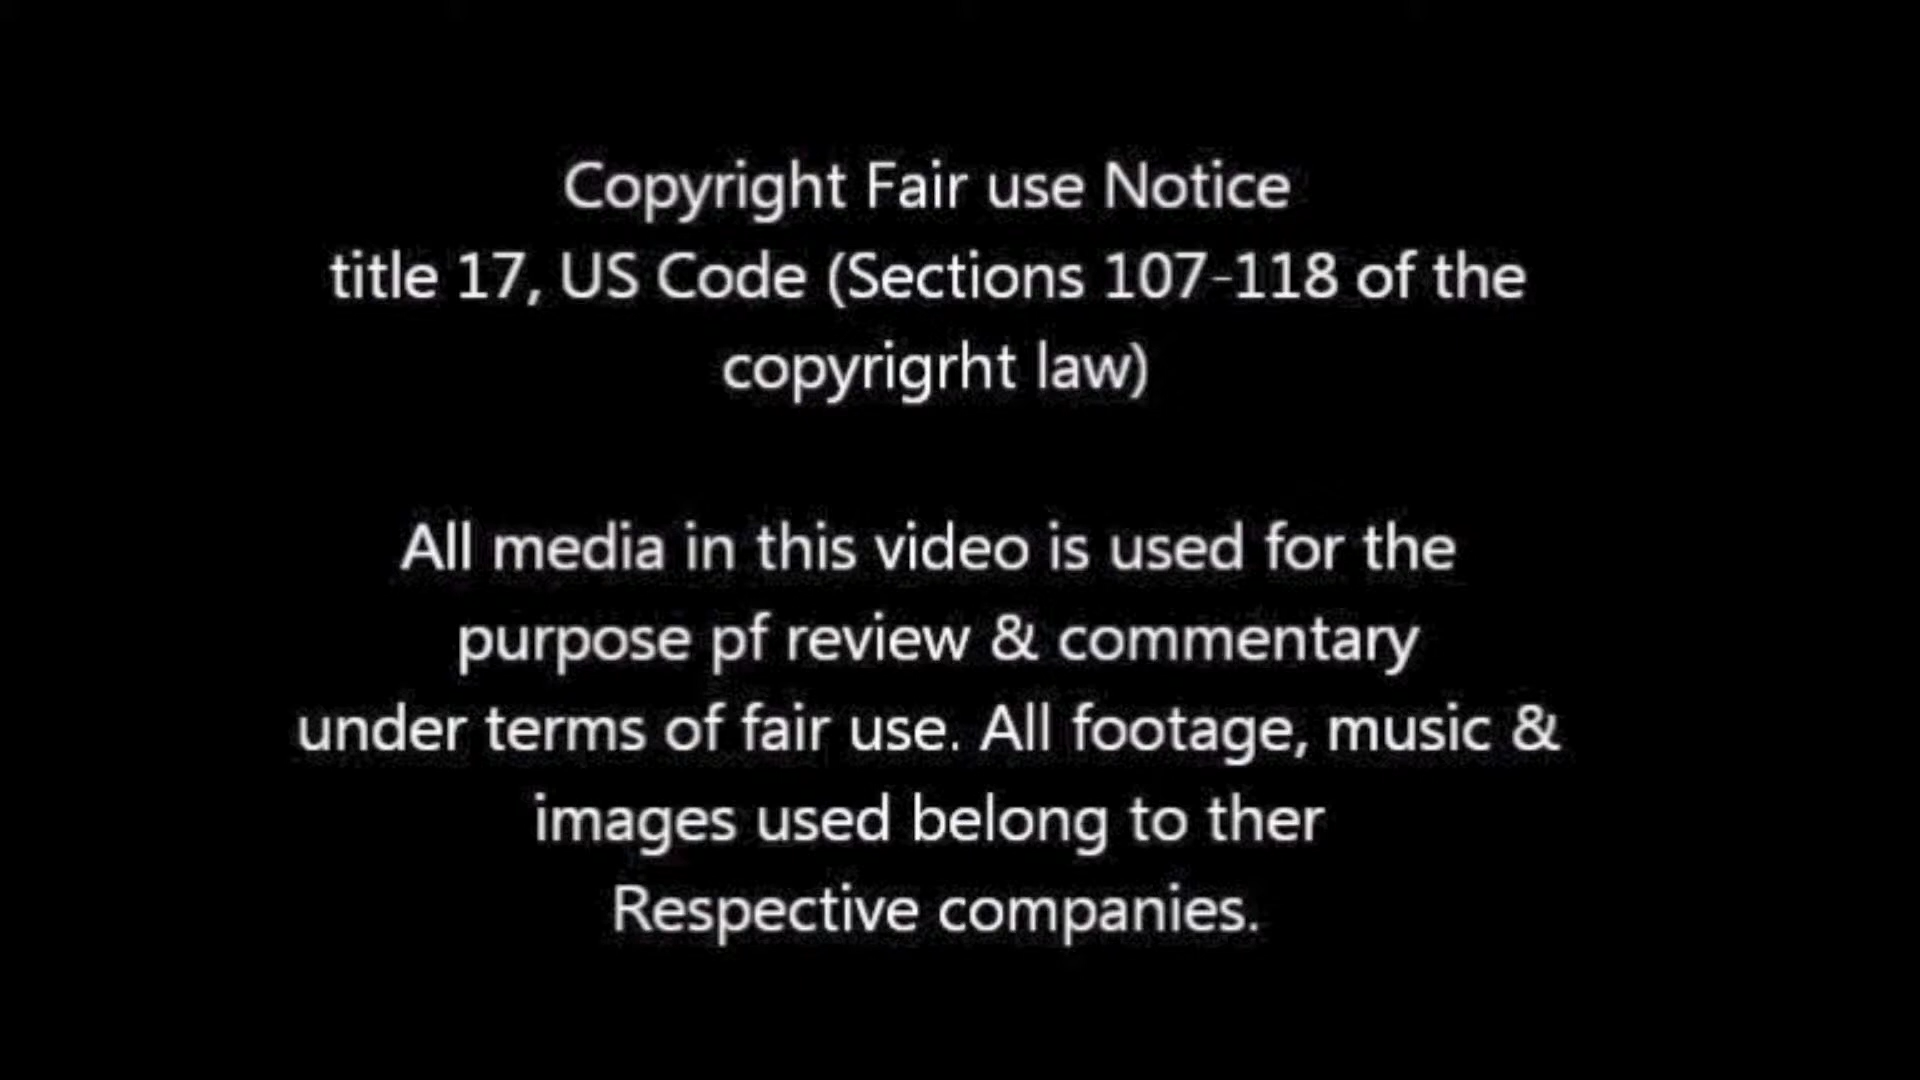 Copyright Fair use Notice
title 17, US Code (Sections 107-118 of the
copyrigrht law)
All media in this video is used for the
purpose pf review & commentary
under terms of fair use. All footage, music &
images used belong to ther
Respective companies.